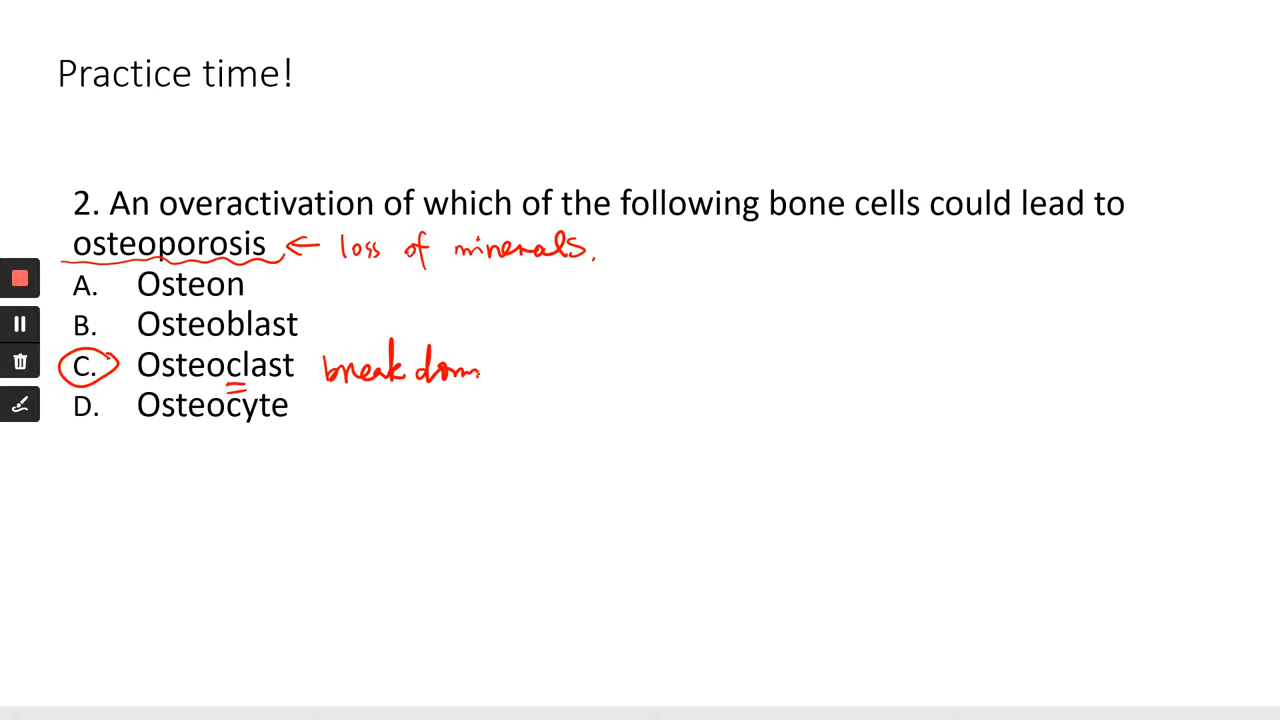 Practice time!
2. An overactivation of which of the following bone cells could lead to
osteoporosis ← loss of minerals.
A. Osteon
B. Osteoblast
C. Osteoclast break down
D. Osteocyte